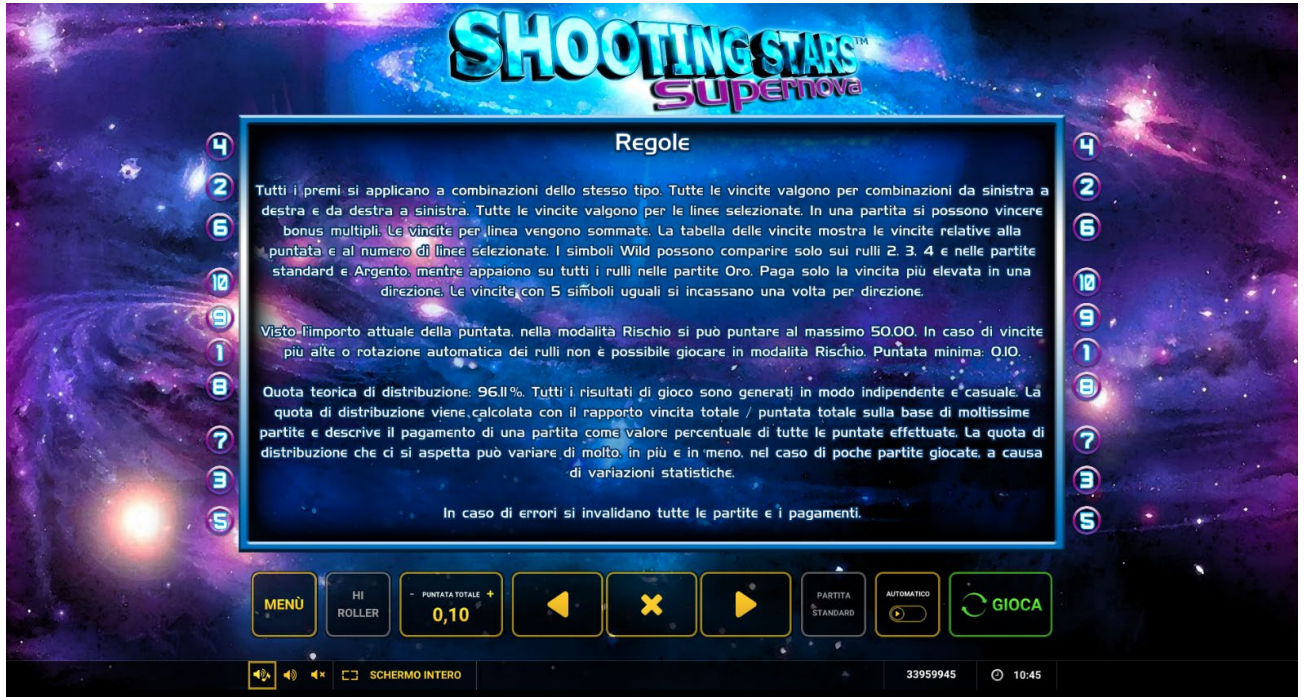 SHOOTING STARS™
Supernova
Regole
Tutti i premi si applicano a combinazioni dello stesso tipo. Tutte le vincite valgono per combinazioni da sinistra a
destra e da destra a sinistra. Tutte le vincite valgono per le linee selezionate. In una partita si possono vincere
bonus multipli. Le vincite per linea vengono sommate. La tabella delle vincite mostra le vincite relative alla
puntata e al numero di linee selezionate. I simboli Wild possono comparire solo sui rulli 2, 3, 4 e nelle partite
standard e Argento, mentre appaiono su tutti i rulli nelle partite Oro. Paga solo la vincita più elevata in una
direzione. Le vincite con 5 simboli uguali si incassano una volta per direzione.
Visto l'importo attuale della puntata, nella modalità Rischio si può puntare al massimo 50.00. In caso di vincite
più alte o rotazione automatica dei rulli non è possibile giocare in modalità Rischio. Puntata minima: 0.10.
Quota teorica di distribuzione: 96.11%. Tutti i risultati di gioco sono generati in modo indipendente e casuale. La
quota di distribuzione viene calcolata con il rapporto vincita totale / puntata totale sulla base di moltissime
partite e descrive il pagamento di una partita come valore percentuale di tutte le puntate effettuate. La quota di
distribuzione che ci si aspetta può variare di molto, in più e in meno, nel caso di poche partite giocate, a causa
di variazioni statistiche.
In caso di errori si invalidano tutte le partite e i pagamenti.
4
2
6
10
9
1
8
7
3
5
4
2
6
10
9
1
8
7
3
5
MENÙ
HI
ROLLER
- PUNTATA TOTALE +
0,10
PARTITA
STANDARD
AUTOMATICO
GIOCA
SCHERMO INTERO
33959945
10:45